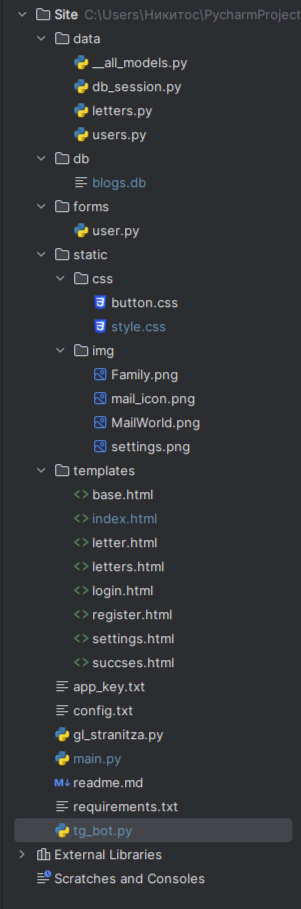 Site C:\Users\Никитос\PycharmProject
data
__all_models.py
db_session.py
letters.py
users.py
db
blogs.db
forms
user.py
static
css
button.css
style.css
img
Family.png
mail_icon.png
MailWorld.png
settings.png
templates
base.html
index.html
letter.html
letters.html
login.html
register.html
settings.html
succses.html
app_key.txt
config.txt
gl_stranitza.py
main.py
readme.md
requirements.txt
tg_bot.py
External Libraries
Scratches and Consoles